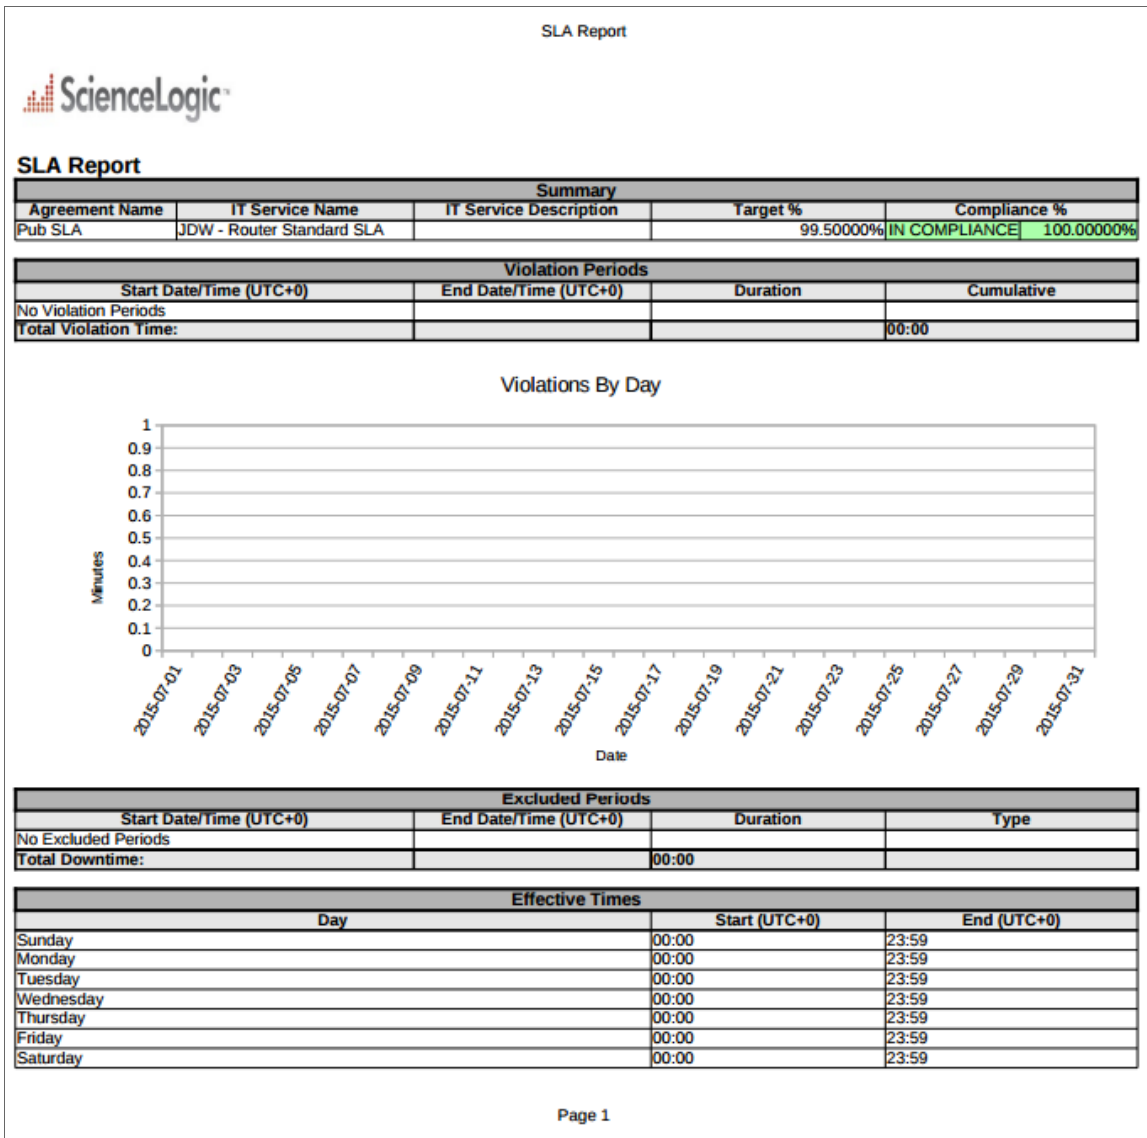 SLA Report
ScienceLogic™
SLA Report
Summary
Agreement Name IT Service Name IT Service Description Target % Compliance %
Pub SLA JDW - Router Standard SLA 99.50000% IN COMPLIANCE 100.00000%
Violation Periods
Start Date/Time (UTC+0) End Date/Time (UTC+0) Duration Cumulative
No Violation Periods
Total Violation Time: 00:00
Violations By Day
1
0.9
0.8
0.7
0.6
0.5
0.4
0.3
0.2
0.1
0
Minutes
2015-07-01 2015-07-03 2015-07-05 2015-07-07 2015-07-09 2015-07-11 2015-07-13 2015-07-15 2015-07-17 2015-07-19 2015-07-21 2015-07-23 2015-07-25 2015-07-27 2015-07-29 2015-07-31
Date
Excluded Periods
Start Date/Time (UTC+0) End Date/Time (UTC+0) Duration Type
No Excluded Periods
Total Downtime: 00:00
Effective Times
Day Start (UTC+0) End (UTC+0)
Sunday 00:00 23:59
Monday 00:00 23:59
Tuesday 00:00 23:59
Wednesday 00:00 23:59
Thursday 00:00 23:59
Friday 00:00 23:59
Saturday 00:00 23:59
Page 1